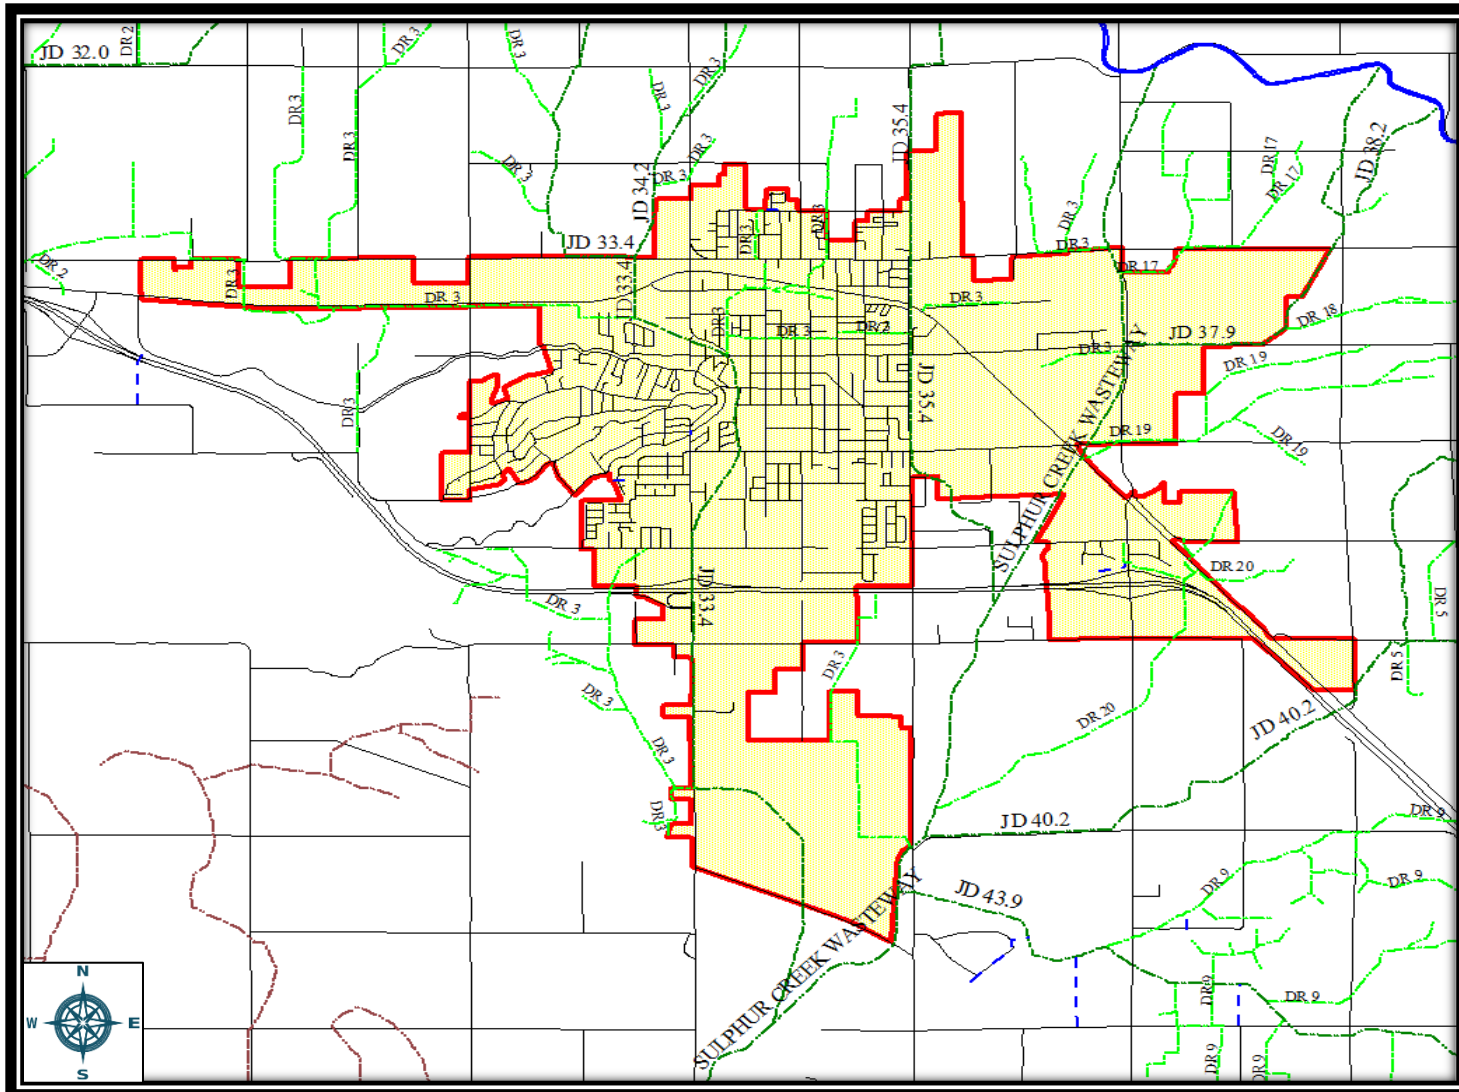 JD 32.0
DR 2
DR 3
DR 3
DR 3
DR 3
DR 3
DR 3
DR 3
DR 3
DR 3
DR 3
JD 34.2
JD 35.4
DR17
DR 17
JD 38.2
DR 3
DR 3
DR 3
JD 33.4
DR 3
DR 2
DR 3
DR 17
JD 33.4
DR 3
DR 3
DR3
DR 3
DR 2
DR 3
JD 37.9
DR 18
DR 19
DR 3
JD 35.4
DR 19
DR 19
SULPHUR CREEK WASTEWAY
DR 20
DR 3
JD 33.4
DR 5
DR 5
DR 3
DR 3
DR 20
JD 40.2
DR 3
DR 3
JD 40.2
DR 9
DR 9
DR 9
JD 43.9
SULPHUR CREEK WASTEWAY
DR9
DR 9
DR 9
DR 9
N
W
E
S